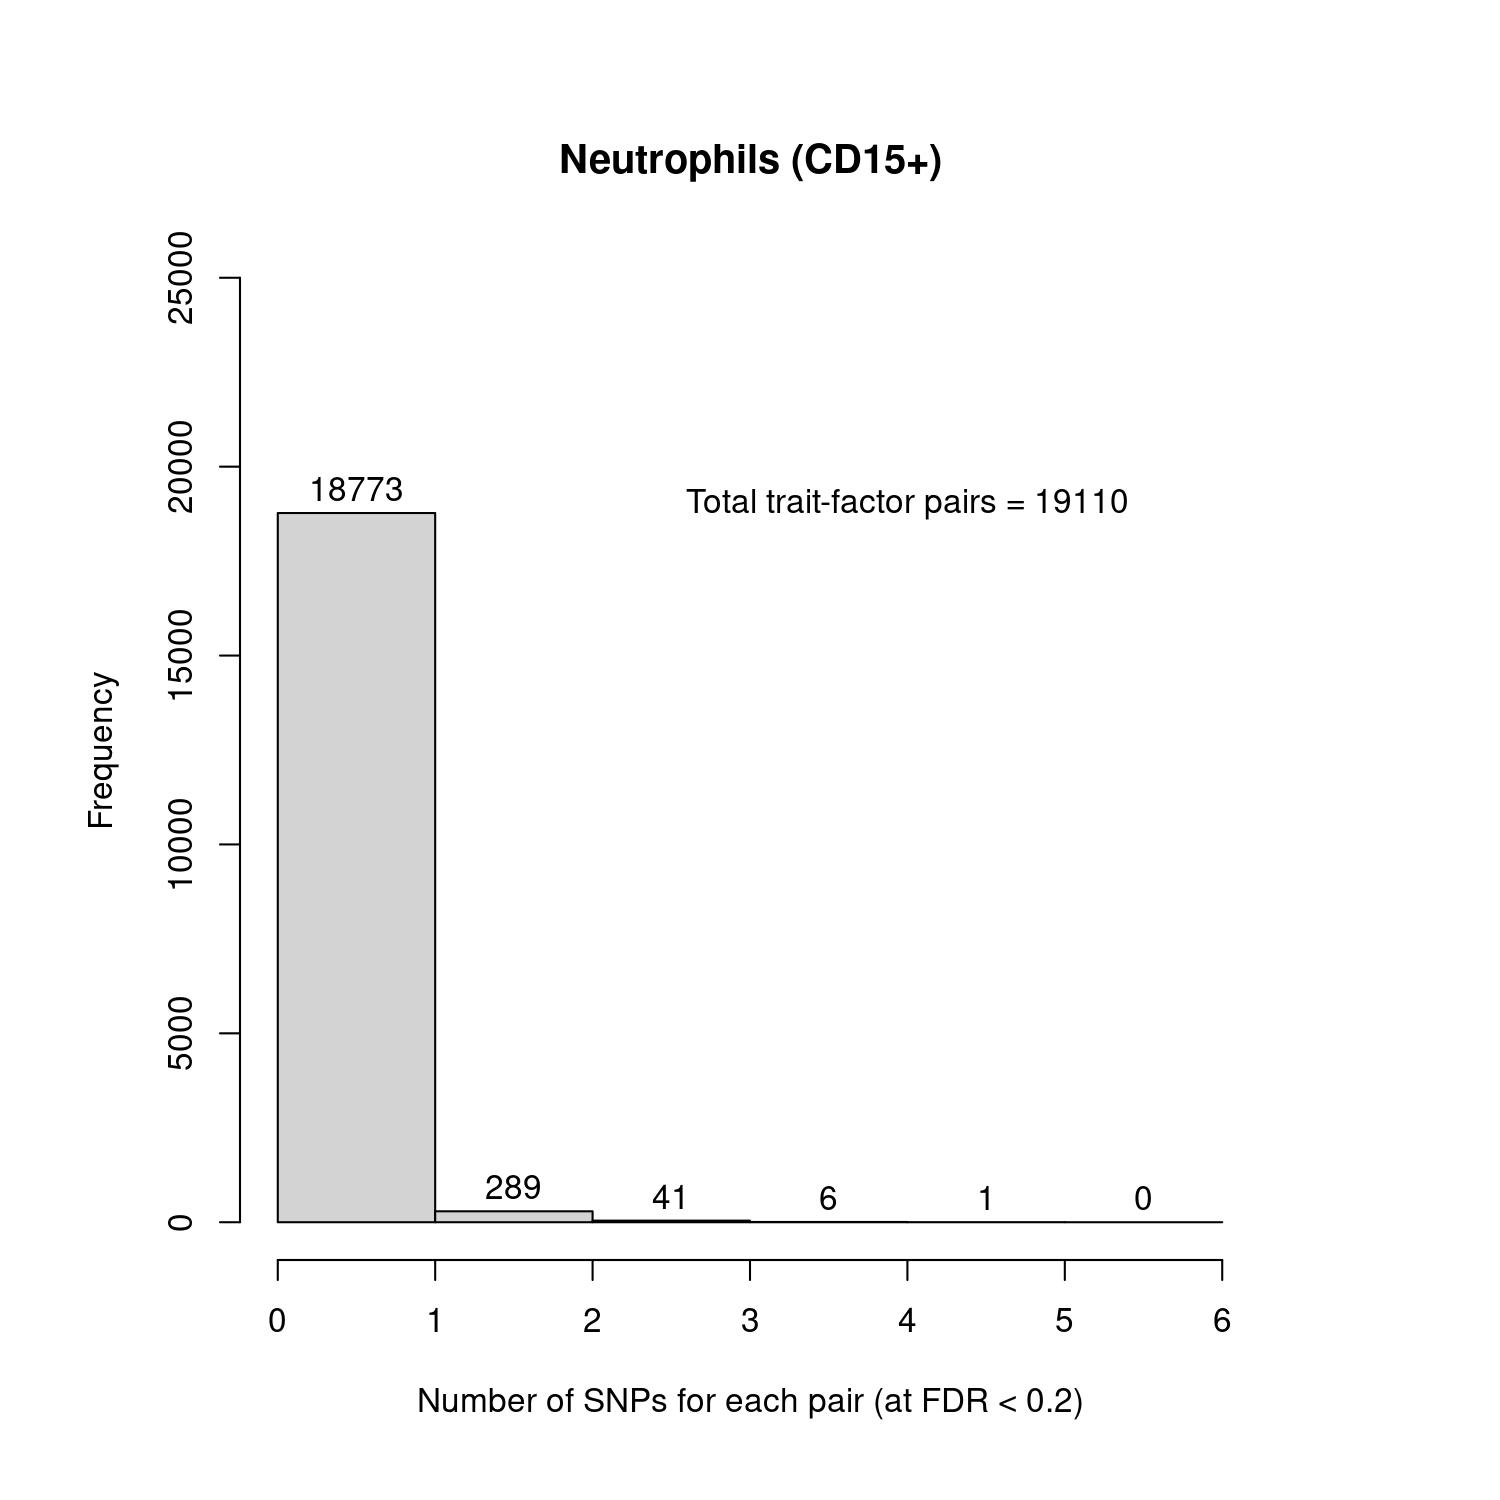 Neutrophils (CD15+)
25000
20000
15000
10000
5000
0
Frequency
18773
Total trait-factor pairs = 19110
289
41
6
1
0
0 1 2 3 4 5 6
Number of SNPs for each pair (at FDR < 0.2)